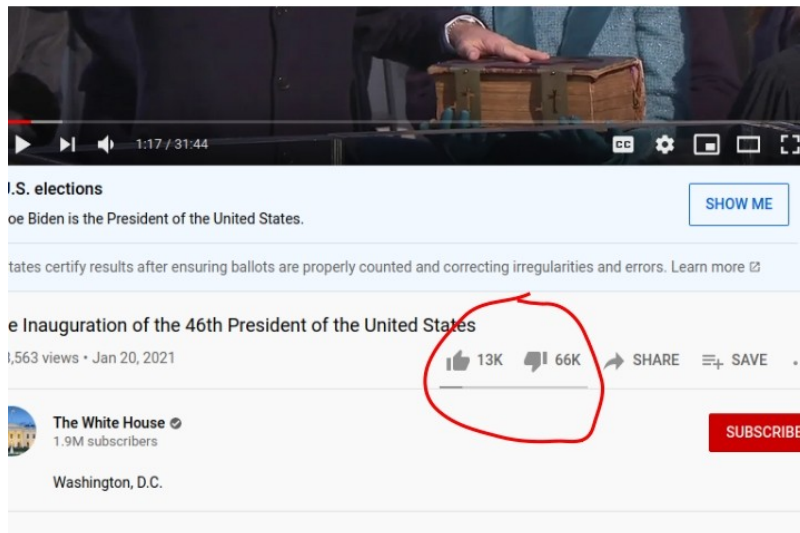 1:17 / 31:44
CC
.S. elections
SHOW ME
oe Biden is the President of the United States.
tates certify results after ensuring ballots are properly counted and correcting irregularities and errors. Learn more
e Inauguration of the 46th President of the United States
,563 views • Jan 20, 2021
13K 66K SHARE SAVE
The White House
1.9M subscribers
SUBSCRIBE
Washington, D.C.